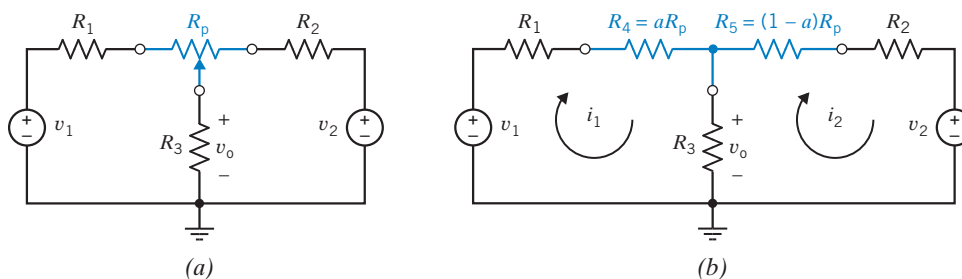 R1 Rp R2
+ − v1
R3 + vo −
v2 + −
(a)
R1 R4 = aRp R5 = (1 − a)Rp R2
+ − v1
i1 i2
R3 + vo −
v2 + −
(b)